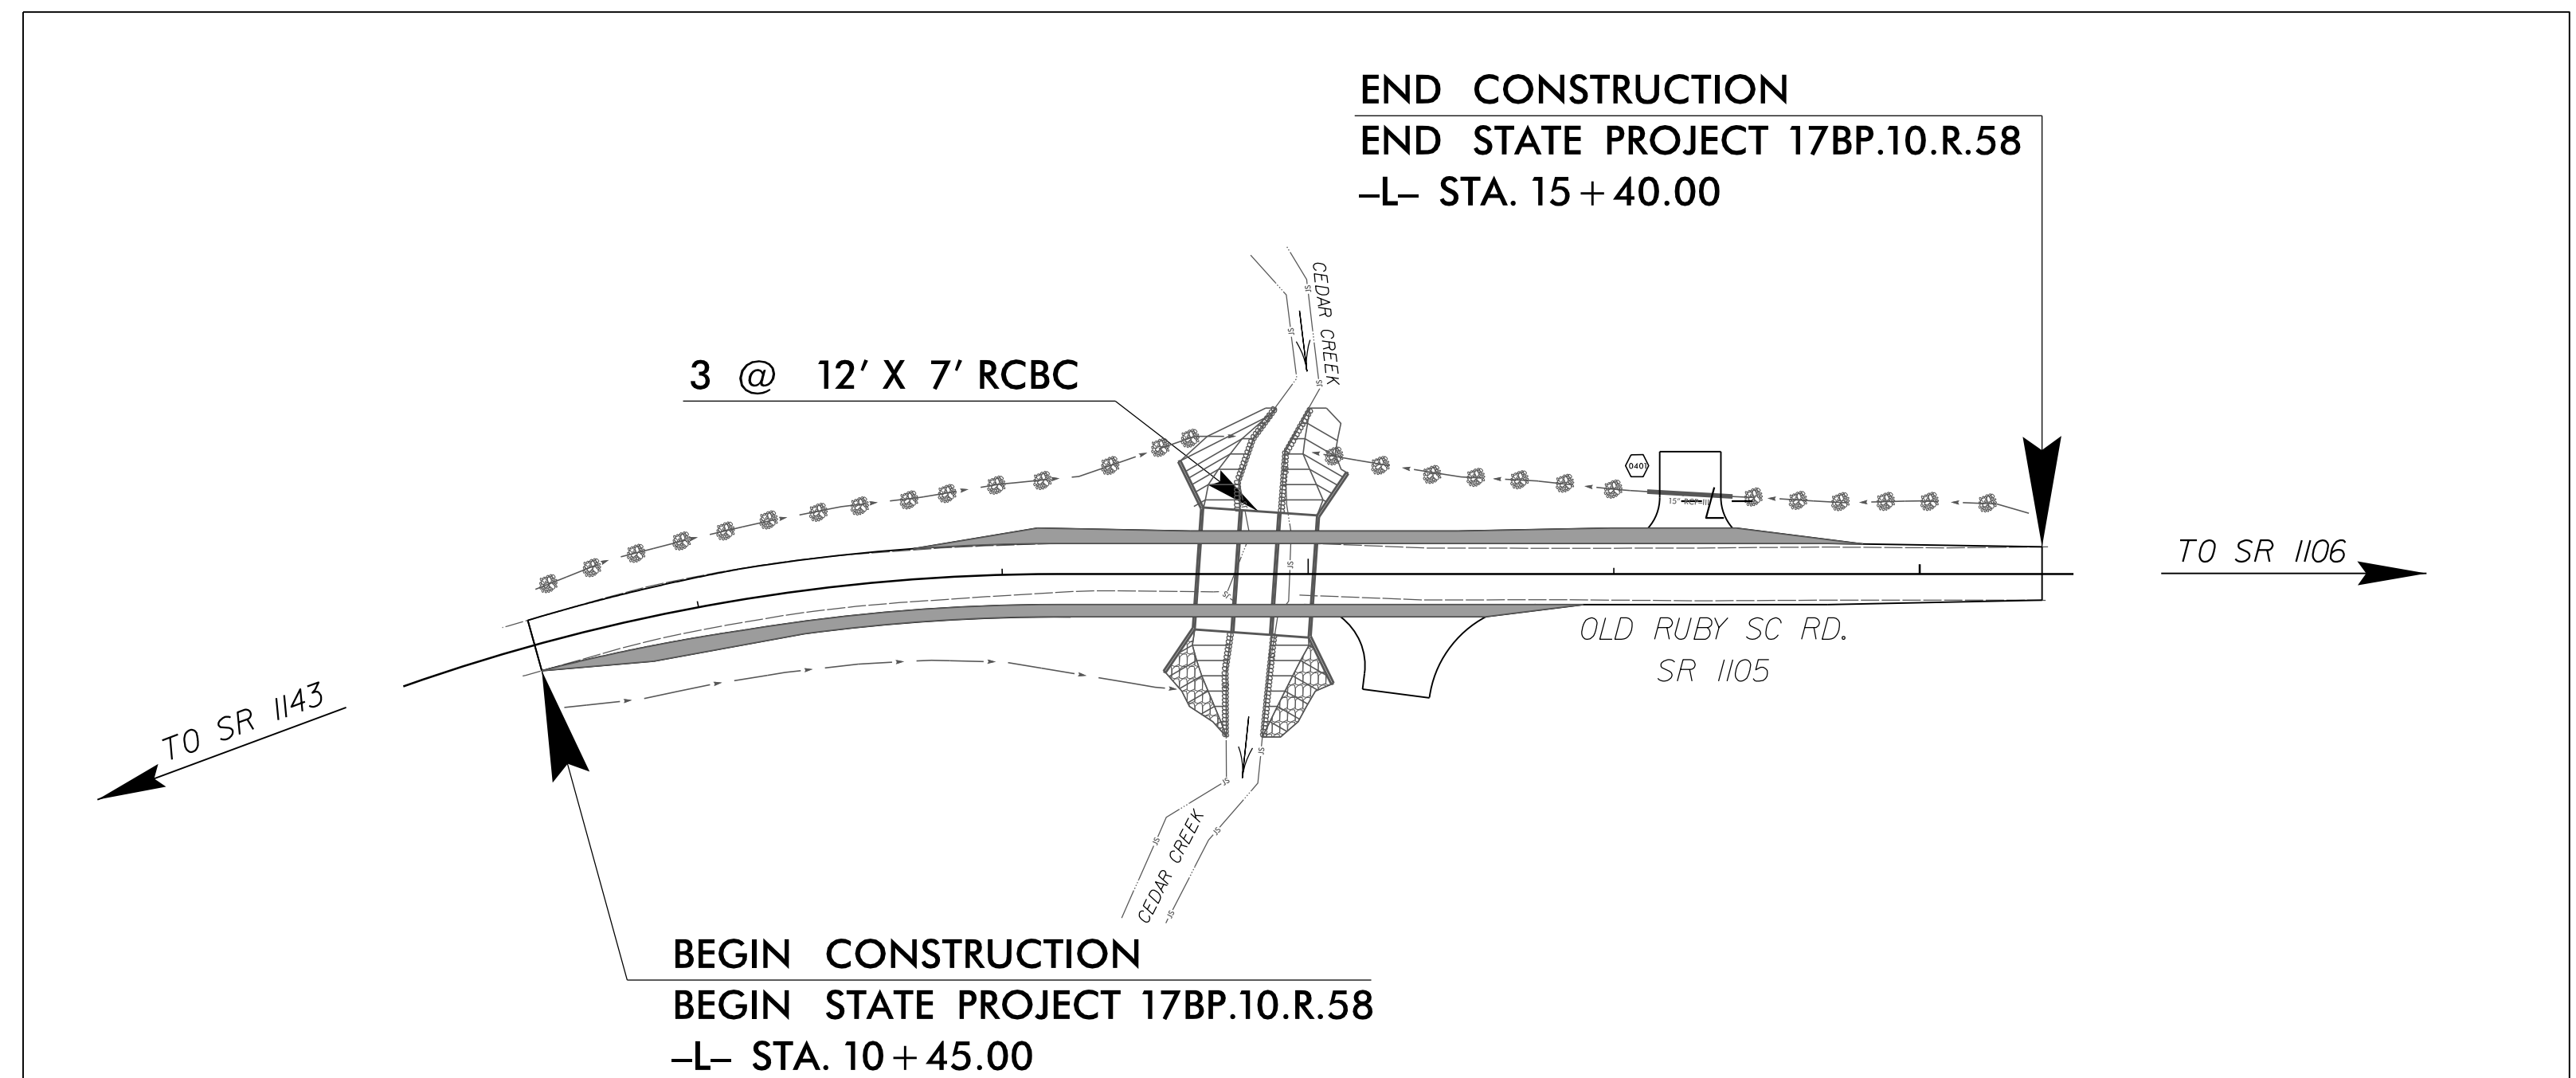 END CONSTRUCTION
END STATE PROJECT 17BP.10.R.58
–L– STA. 15+40.00
CEDAR CREEK
3 @ 12' X 7' RCBC
0401
TO SR 1106
OLD RUBY SC RD.
SR 1105
TO SR 1143
CEDAR CREEK
BEGIN CONSTRUCTION
BEGIN STATE PROJECT 17BP.10.R.58
–L– STA. 10+45.00